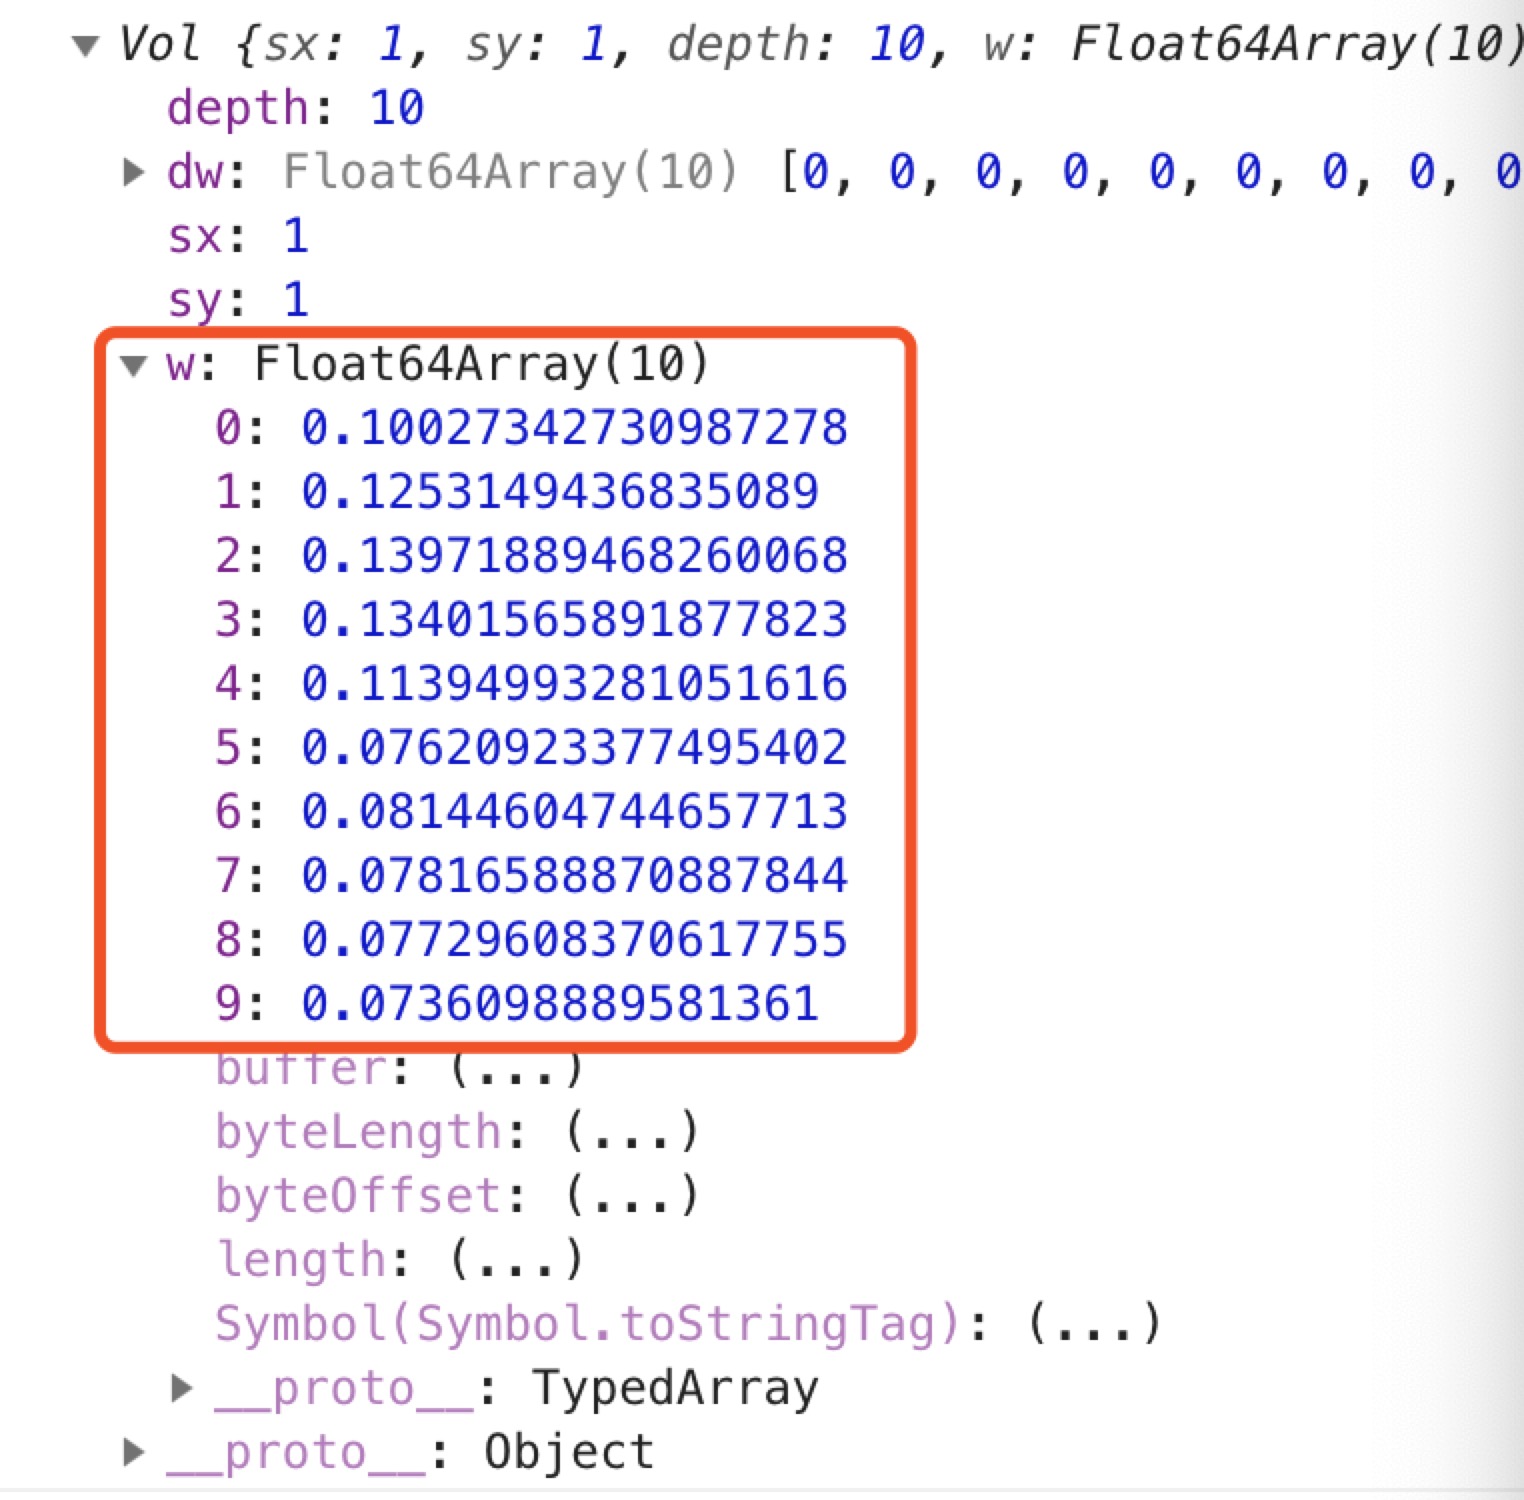 Vol {sx: 1, sy: 1, depth: 10, w: Float64Array(10)
depth: 10
dw: Float64Array(10) [0, 0, 0, 0, 0, 0, 0, 0, 0
sx: 1
sy: 1
w: Float64Array(10)
0: 0.10027342730987278
1: 0.1253149436835089
2: 0.13971889468260068
3: 0.13401565891877823
4: 0.11394993281051616
5: 0.07620923377495402
6: 0.08144604744657713
7: 0.07816588870887844
8: 0.07729608370617755
9: 0.0736098889581361
buffer: (...)
byteLength: (...)
byteOffset: (...)
length: (...)
Symbol(Symbol.toStringTag): (...)
__proto__: TypedArray
__proto__: Object